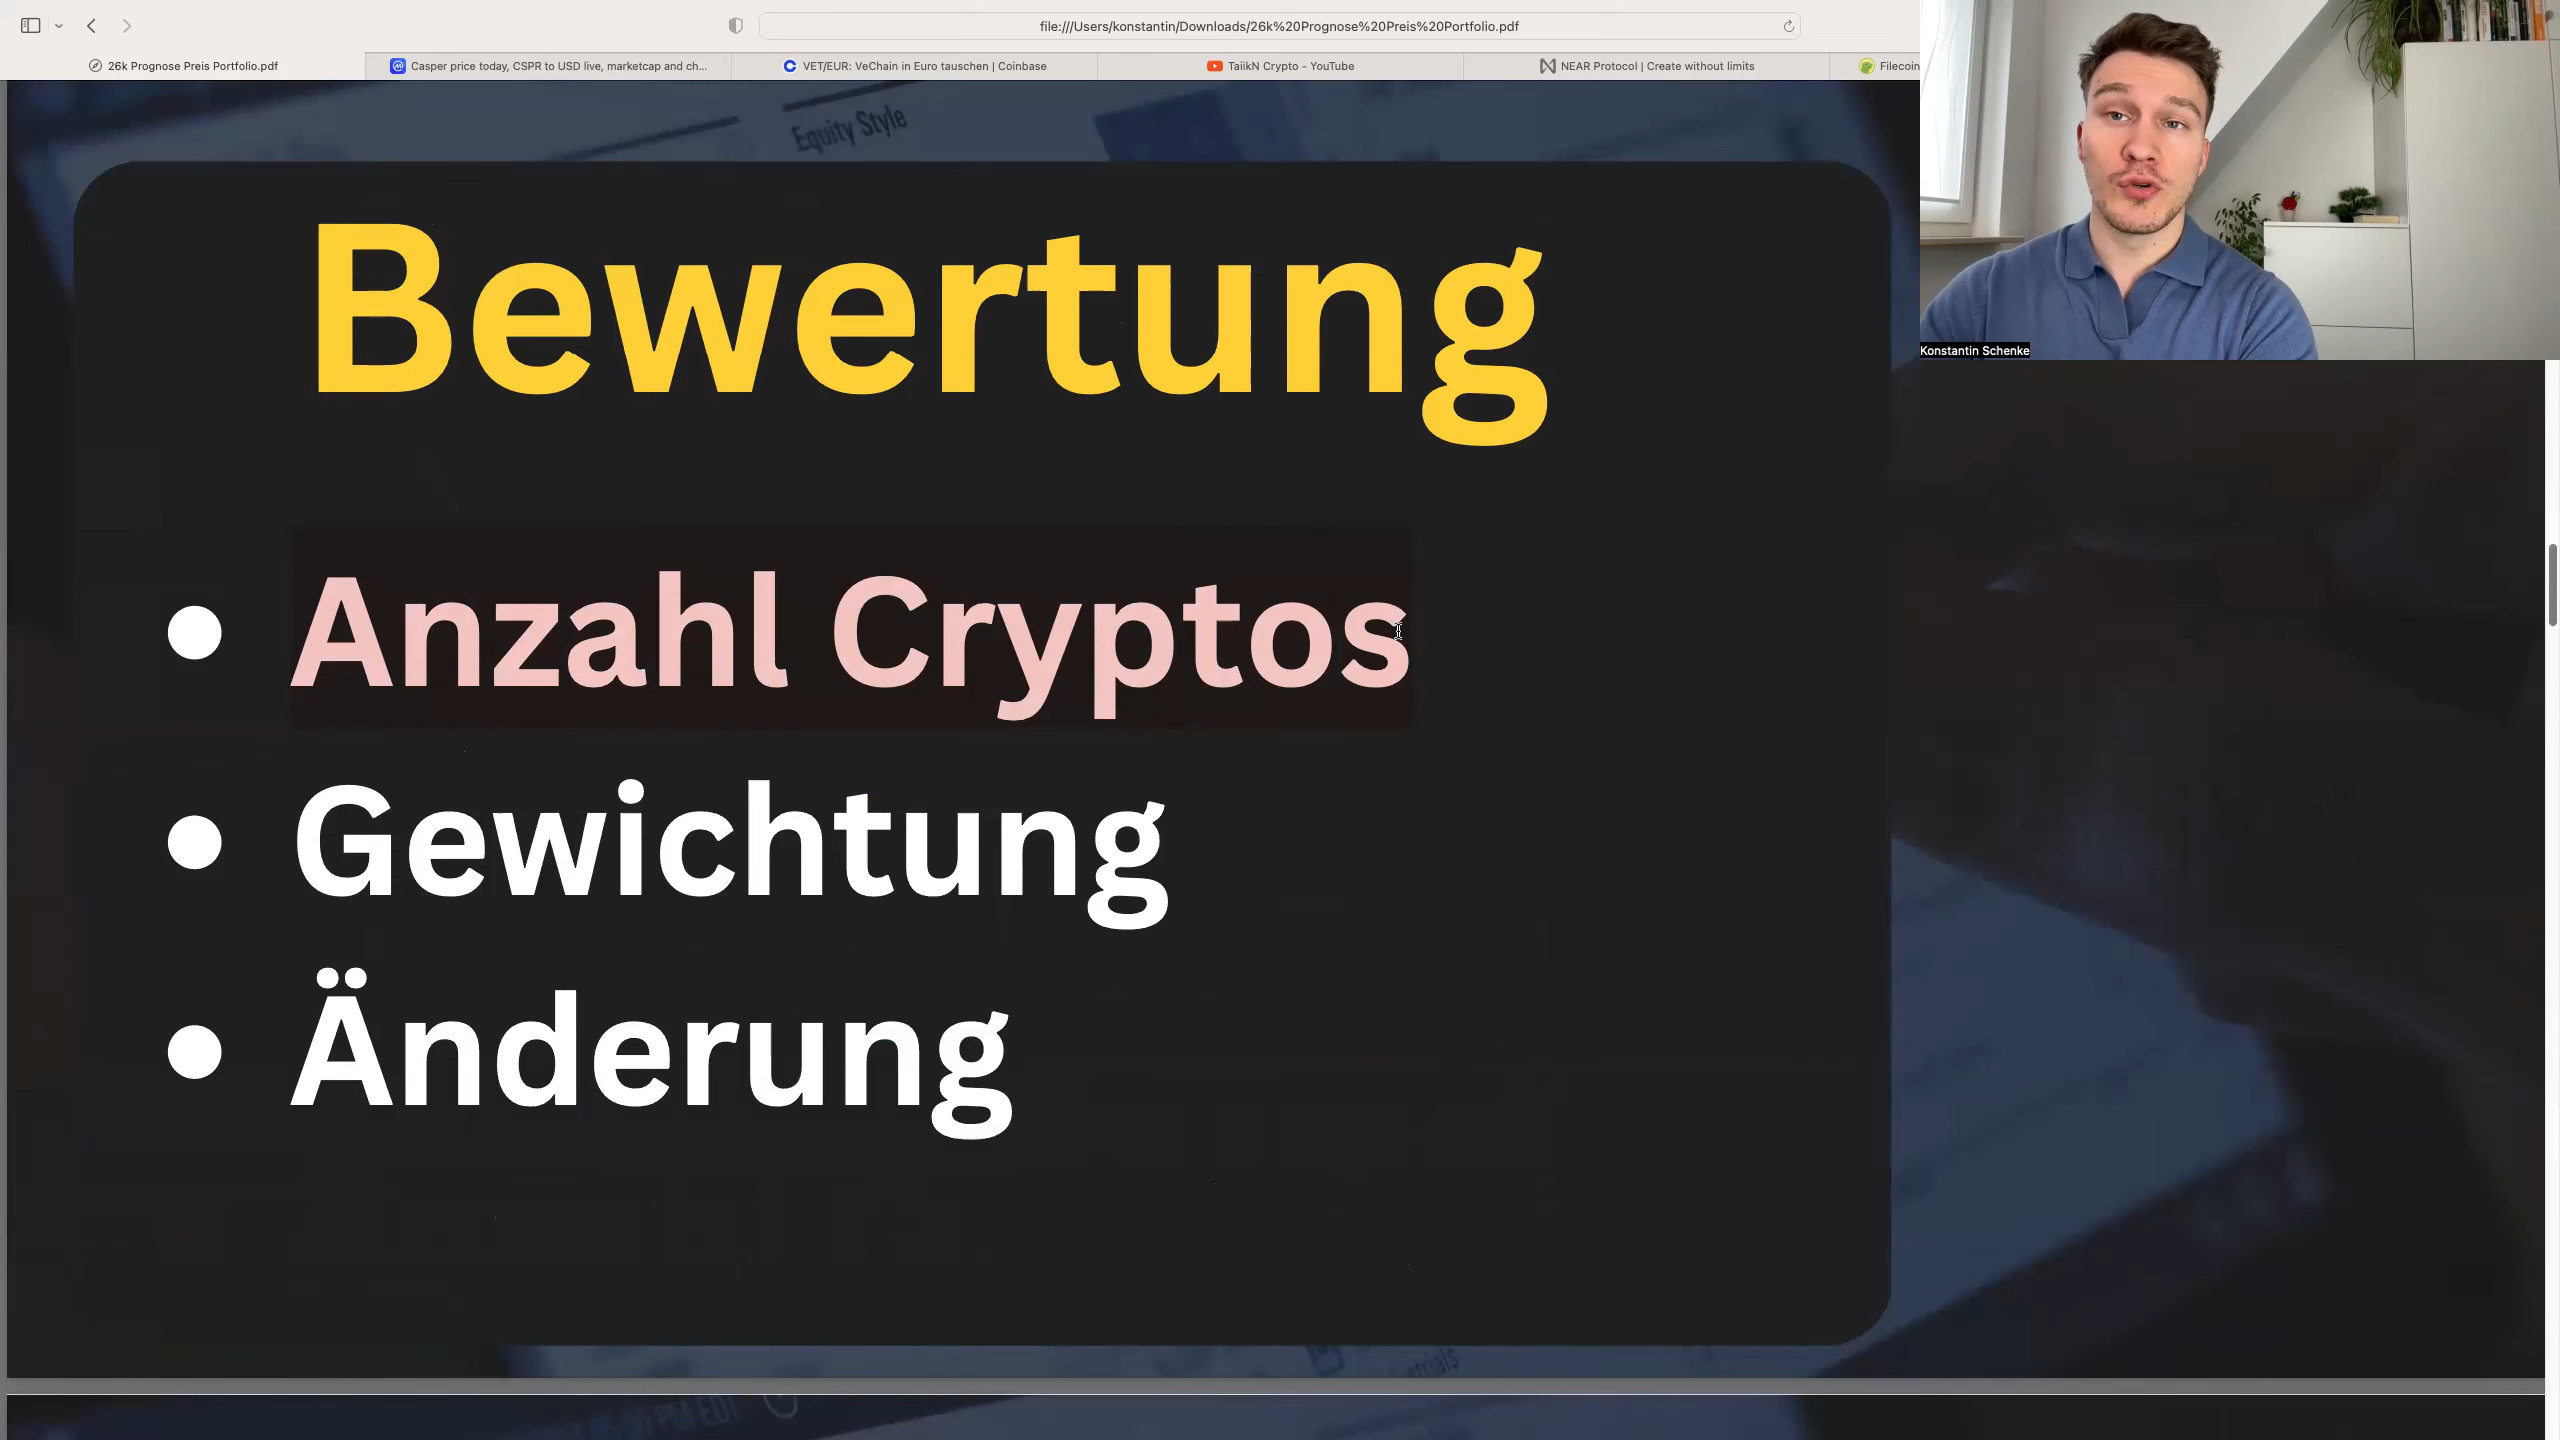 file:///Users/konstantin/Downloads/26k%20Prognose%20Preis%20Portfolio.pdf
26k Prognose Preis Portfolio.pdf
Casper price today, CSPR to USD live, marketcap and ch...
VET/EUR: VeChain in Euro tauschen | Coinbase
TaiikN Crypto - YouTube
NEAR Protocol | Create without limits
Filecoin
Equity Style
Konstantin Schenke
Bewertung
• Anzahl Cryptos
• Gewichtung
• Änderung